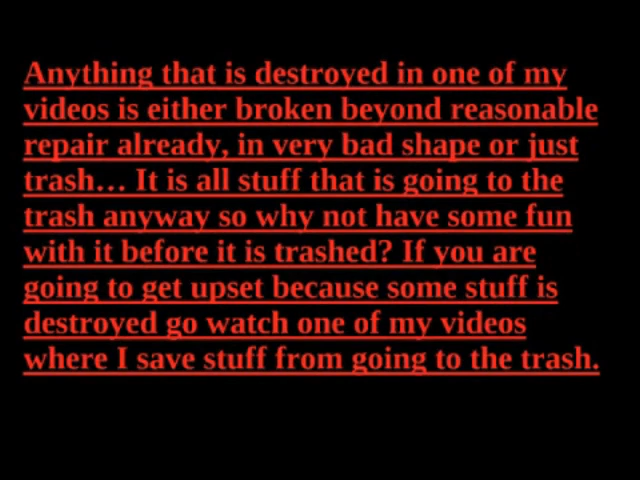 Anything that is destroyed in one of my
videos is either broken beyond reasonable
repair already, in very bad shape or just
trash… It is all stuff that is going to the
trash anyway so why not have some fun
with it before it is trashed? If you are
going to get upset because some stuff is
destroyed go watch one of my videos
where I save stuff from going to the trash.